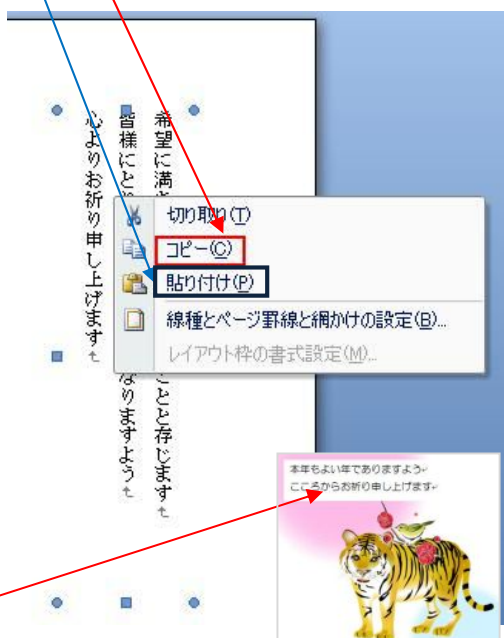 希望に満 ことと存じます
皆様にと なりますよう
心よりお祈り申し上げます
切り取り(T)
コピー(C)
貼り付け(P)
線種とページ罫線と網かけの設定(B)...
レイアウト枠の書式設定(M)...
本年もよい年でありますよう
こころからお祈り申し上げます